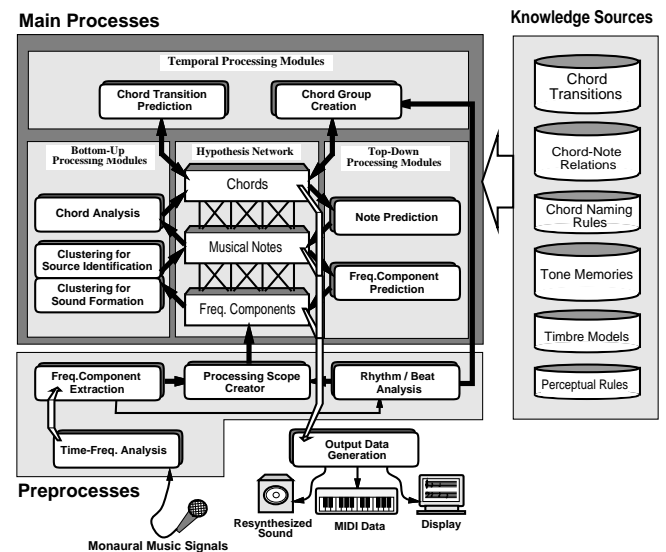 Main Processes
Knowledge Sources
Temporal Processing Modules
Chord Transition
Prediction
Chord Group
Creation
Bottom-Up
Processing Modules
Hypothesis Network
Top-Down
Processing Modules
Chords
Chord Analysis
Note Prediction
Musical Notes
Clustering for
Source Identification
Clustering for
Sound Formation
Freq.Component
Prediction
Freq. Components
Chord
Transitions
Chord-Note
Relations
Chord Naming
Rules
Tone Memories
Timbre Models
Perceptual Rules
Freq.Component
Extraction
Processing Scope
Creator
Rhythm / Beat
Analysis
Time-Freq. Analysis
Output Data
Generation
Preprocesses
Resynthesized
Sound
MIDI Data
Display
Monaural Music Signals